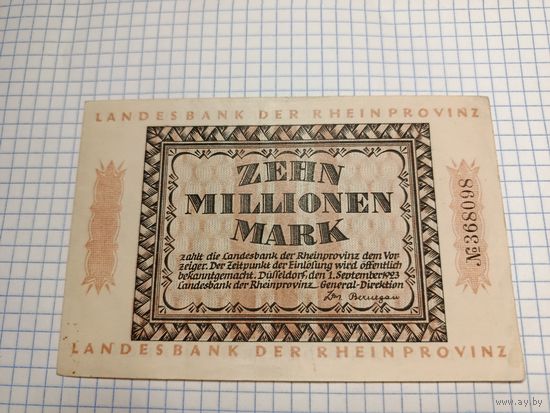 LANDESBANK DER RHEINPROVINZ
ZEHN
MILLIONEN
MARK
zahlt die Landesbank der Rheinprovinz dem Vor-
zeiger. Der Zeitpunkt der Einlösung wird öffentlich
bekanntgemacht. Düsseldorf, den 1. September 1923
Landesbank der Rheinprovinz General-Direktion
№368098
LANDESBANK DER RHEINPROVINZ
www.ay.by